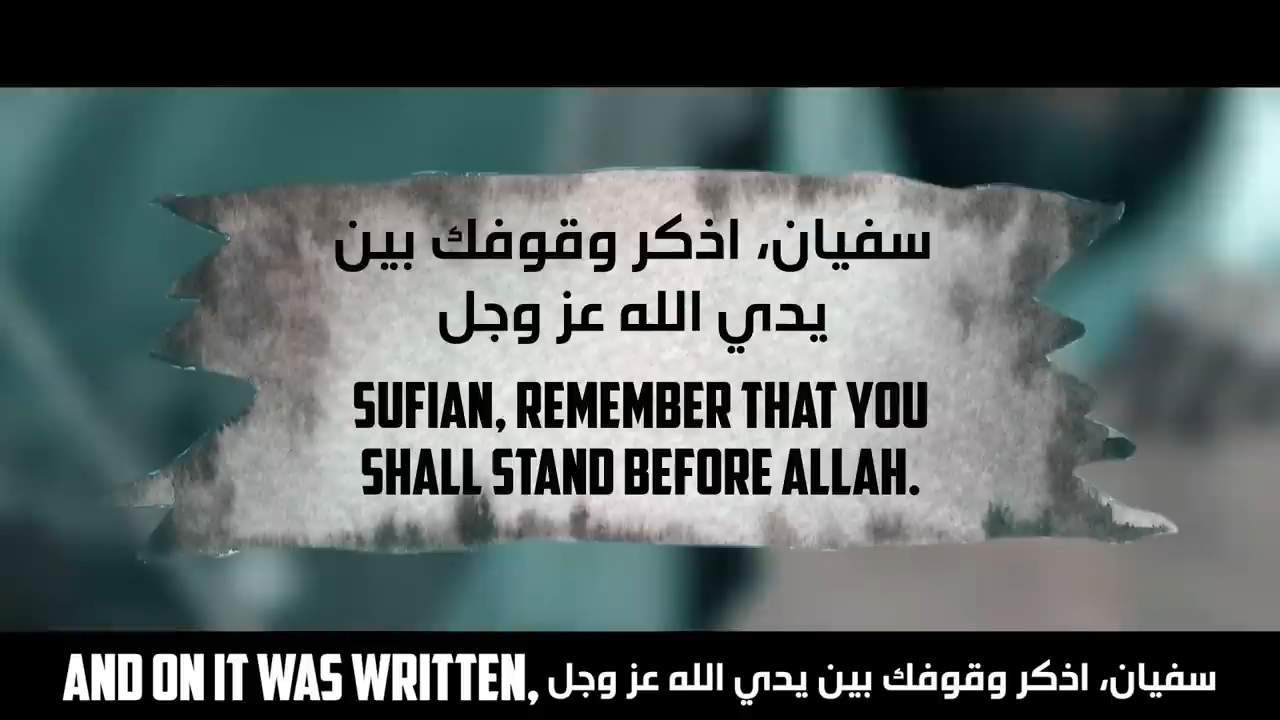 سفيان، اذكر وقوفك بين
يدي الله عز وجل
SUFIAN, REMEMBER THAT YOU
SHALL STAND BEFORE ALLAH.
AND ON IT WAS WRITTEN, سفيان، اذكر وقوفك بين يدي الله عز وجل